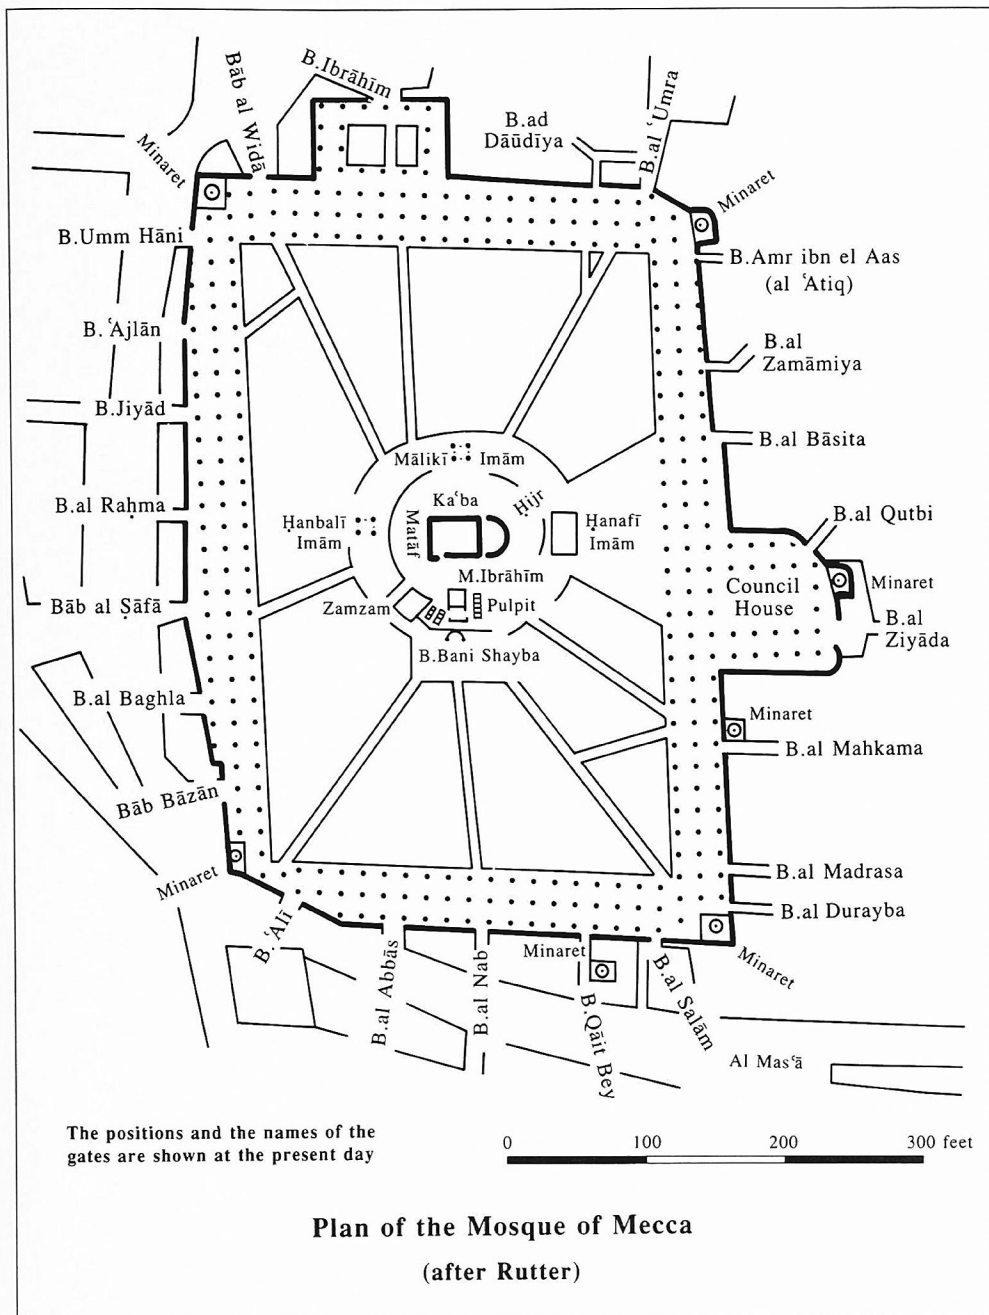 Bāb al Widā
B.Ibrāhīm
B.ad
Dāūdīya
B.al ʿUmra
Minaret
Minaret
B.Umm Hāni
B.Amr ibn el Aas
(al ʿAtiq)
B.ʿAjlān
B.al
Zamāmiya
B.Jiyād
B.al Bāsita
Mālikī Imām
Kaʿba
Ḥijr
Matāf
B.al Raḥma
Ḥanbalī
Imām
Ḥanafī
Imām
B.al Qutbi
M.Ibrāhīm
Council
House
Minaret
Bāb al Ṣāfā
Zamzam
Pulpit
B.al
Ziyāda
B.Bani Shayba
B.al Baghla
Minaret
B.al Mahkama
Bāb Bāzān
Minaret
B.al Madrasa
B.al Durayba
B.ʿAlī
B.al Abbās
B.al Nab
Minaret
B.Qāit Bey
B.al Salām
Minaret
Al Masʿā
The positions and the names of the
gates are shown at the present day
0 100 200 300 feet
Plan of the Mosque of Mecca
(after Rutter)